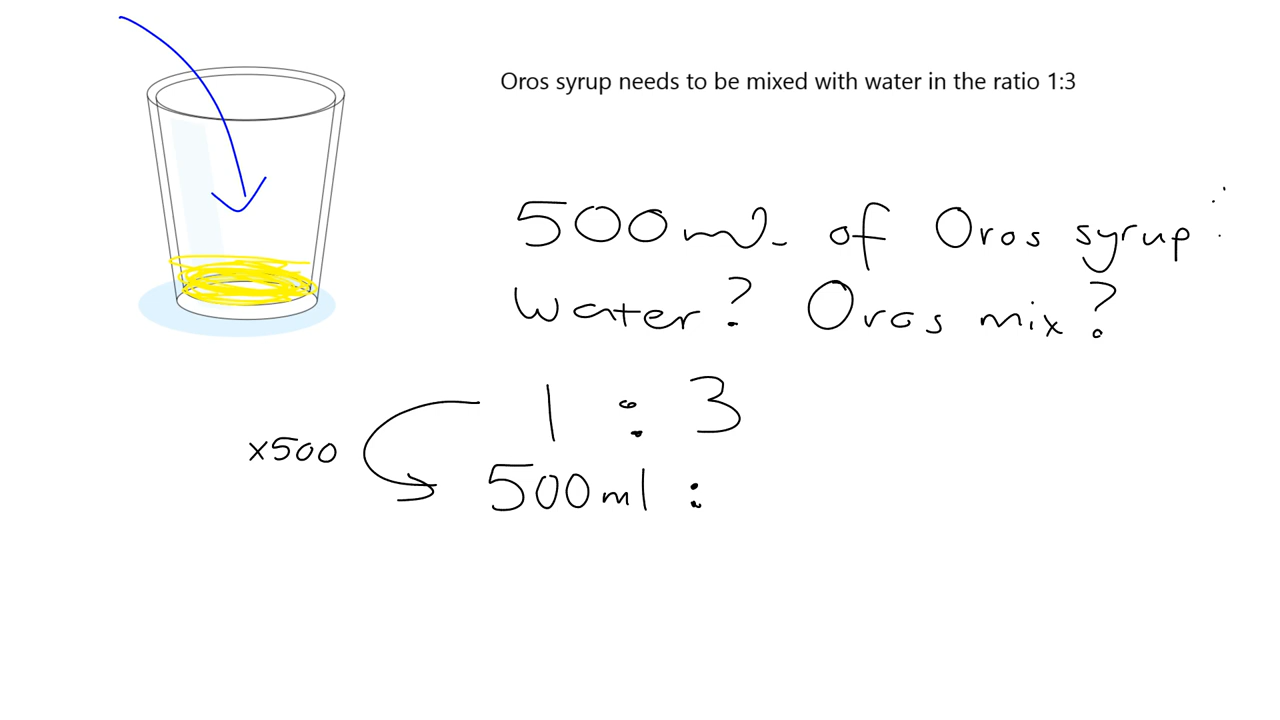 Oros syrup needs to be mixed with water in the ratio 1:3
500ml of Oros syrup :
water? Oros mix?
1 : 3
x500
500ml :